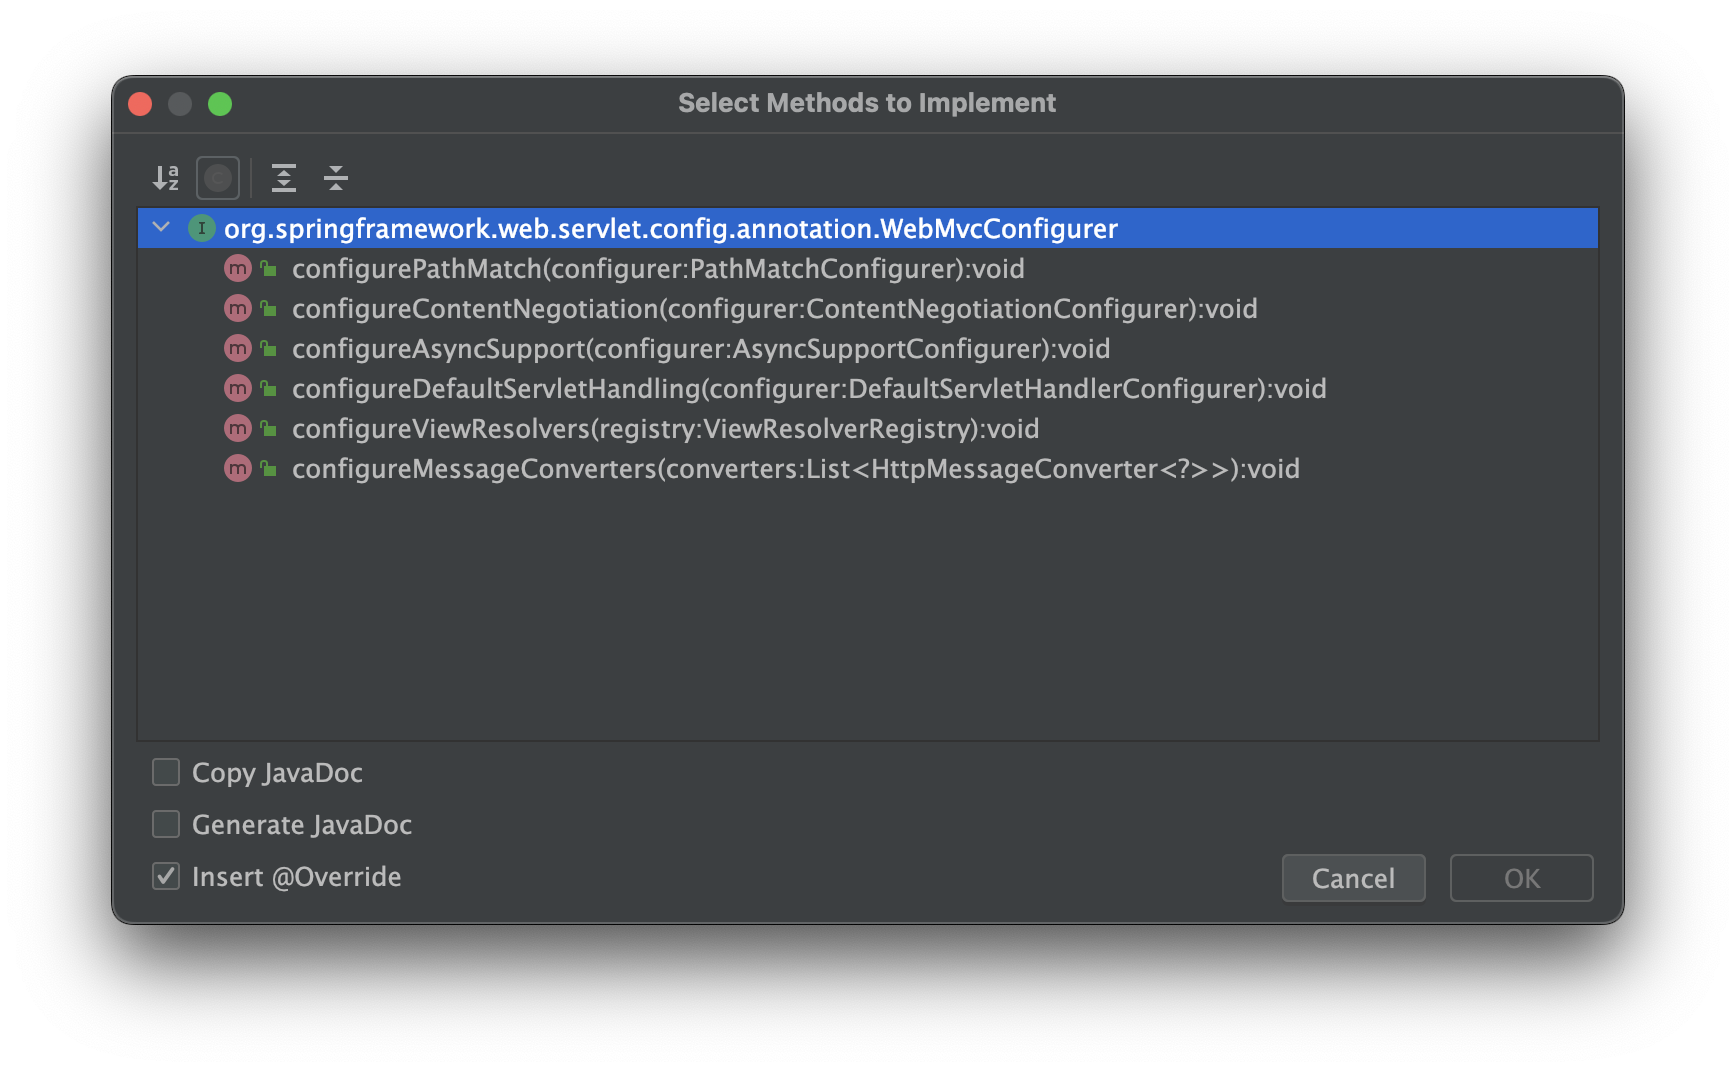 Select Methods to Implement
a
z
I org.springframework.web.servlet.config.annotation.WebMvcConfigurer
m configurePathMatch(configurer:PathMatchConfigurer):void
m configureContentNegotiation(configurer:ContentNegotiationConfigurer):void
m configureAsyncSupport(configurer:AsyncSupportConfigurer):void
m configureDefaultServletHandling(configurer:DefaultServletHandlerConfigurer):void
m configureViewResolvers(registry:ViewResolverRegistry):void
m configureMessageConverters(converters:List<HttpMessageConverter<?>>):void
Copy JavaDoc
Generate JavaDoc
Insert @Override
Cancel OK